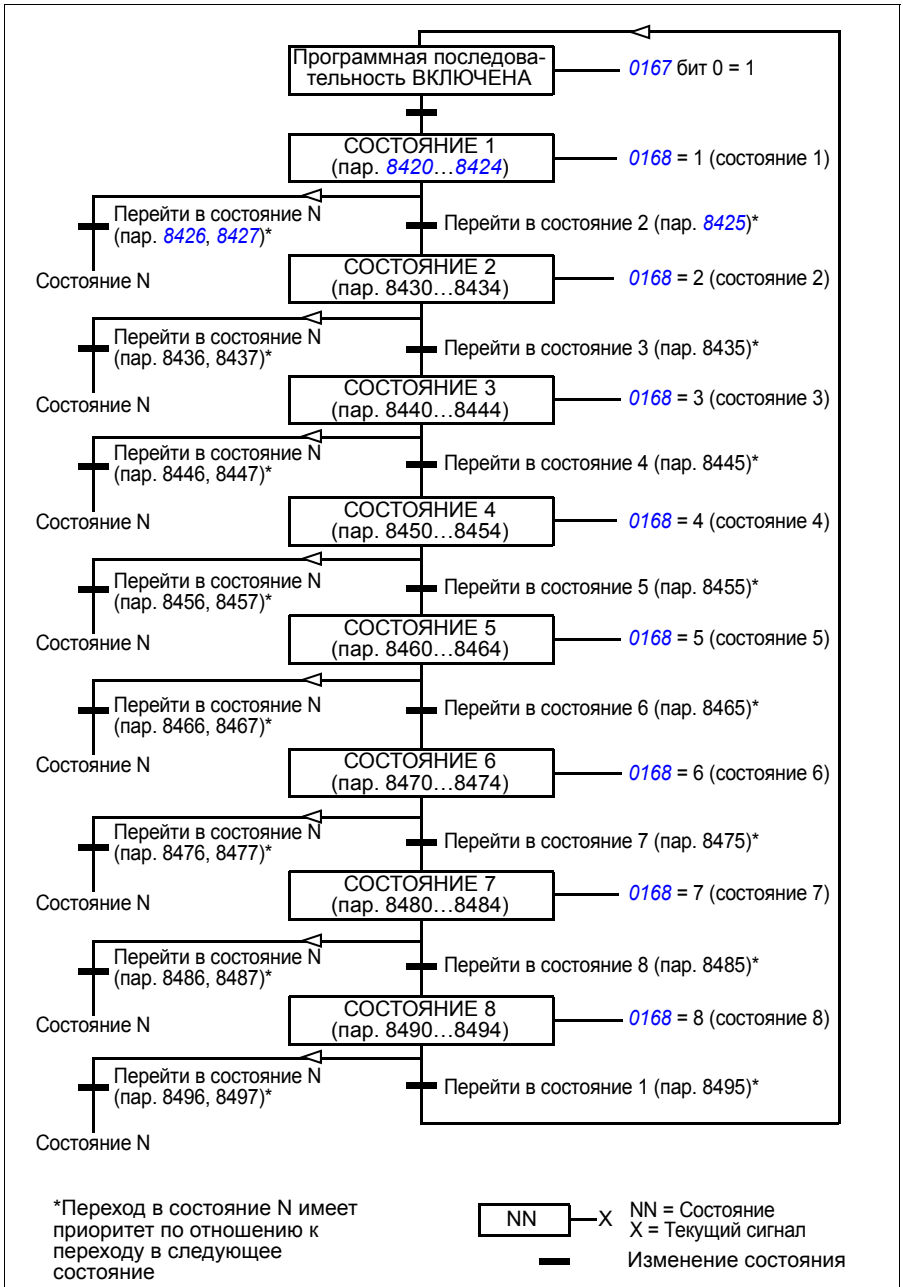 Программная последова-
тельность ВКЛЮЧЕНА
0167 бит 0 = 1
СОСТОЯНИЕ 1
(пар. 8420...8424)
0168 = 1 (состояние 1)
Перейти в состояние N
(пар. 8426, 8427)*
Перейти в состояние 2 (пар. 8425)*
Состояние N
СОСТОЯНИЕ 2
(пар. 8430...8434)
0168 = 2 (состояние 2)
Перейти в состояние N
(пар. 8436, 8437)*
Перейти в состояние 3 (пар. 8435)*
Состояние N
СОСТОЯНИЕ 3
(пар. 8440...8444)
0168 = 3 (состояние 3)
Перейти в состояние N
(пар. 8446, 8447)*
Перейти в состояние 4 (пар. 8445)*
Состояние N
СОСТОЯНИЕ 4
(пар. 8450...8454)
0168 = 4 (состояние 4)
Перейти в состояние N
(пар. 8456, 8457)*
Перейти в состояние 5 (пар. 8455)*
Состояние N
СОСТОЯНИЕ 5
(пар. 8460...8464)
0168 = 5 (состояние 5)
Перейти в состояние N
(пар. 8466, 8467)*
Перейти в состояние 6 (пар. 8465)*
Состояние N
СОСТОЯНИЕ 6
(пар. 8470...8474)
0168 = 6 (состояние 6)
Перейти в состояние N
(пар. 8476, 8477)*
Перейти в состояние 7 (пар. 8475)*
Состояние N
СОСТОЯНИЕ 7
(пар. 8480...8484)
0168 = 7 (состояние 7)
Перейти в состояние N
(пар. 8486, 8487)*
Перейти в состояние 8 (пар. 8485)*
Состояние N
СОСТОЯНИЕ 8
(пар. 8490...8494)
0168 = 8 (состояние 8)
Перейти в состояние N
(пар. 8496, 8497)*
Перейти в состояние 1 (пар. 8495)*
Состояние N
*Переход в состояние N имеет
приоритет по отношению к
переходу в следующее
состояние
NN
X
NN = Состояние
X = Текущий сигнал
Изменение состояния